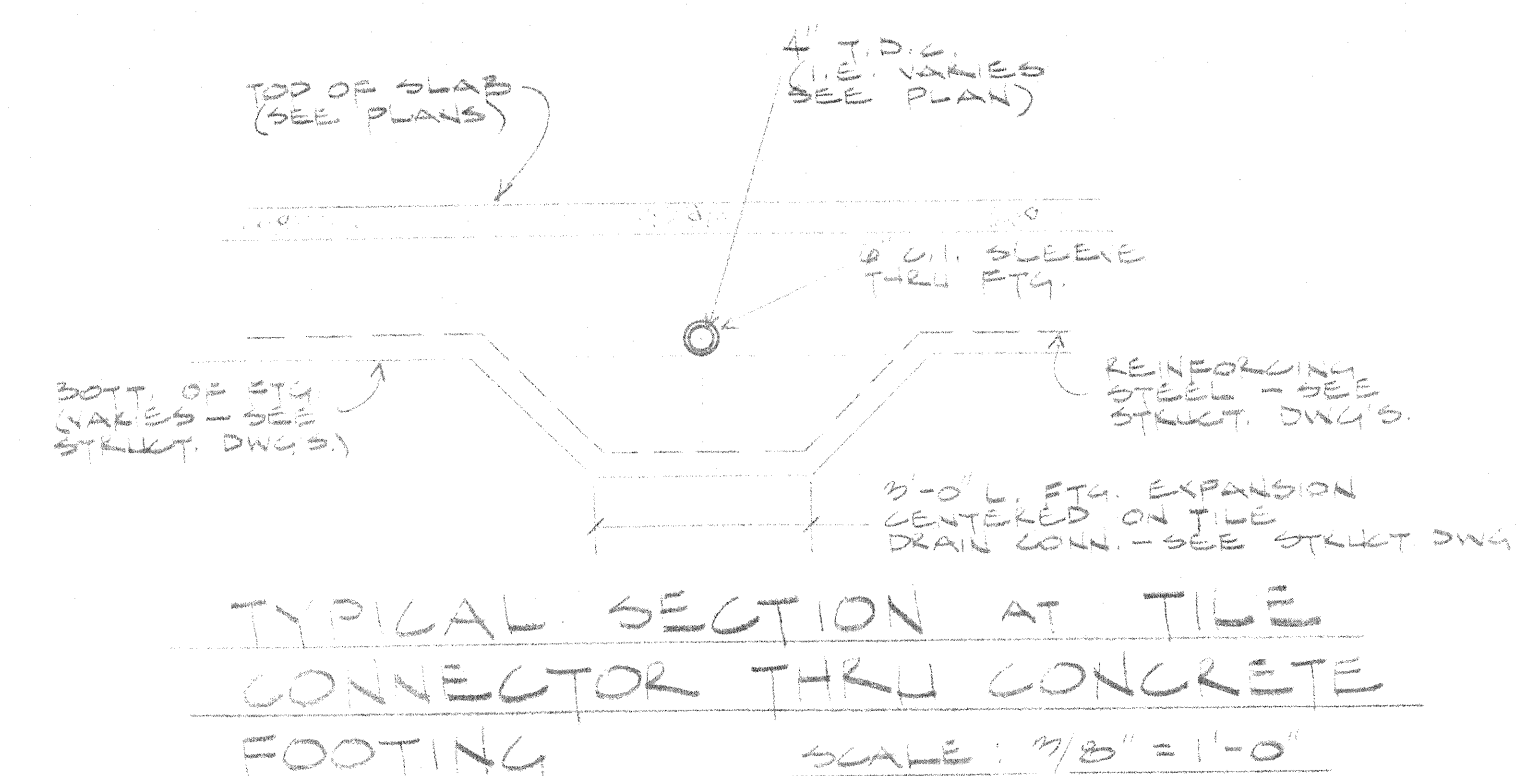 TOP OF SLAB
(SEE PLANS)
4" T.D.C.
(I.E. VARIES
SEE PLAN)
6" C.I. SLEEVE
THRU FTG.
BOTT. OF FTG
(VARIES - SEE
STRUCT. DWG'S.)
REINFORCING
STEEL - SEE
STRUCT. DWG'S.
3'-0" L. FTG. EXPANSION
CENTERED ON TILE
DRAIN CONN. - SEE STRUCT DWG
TYPICAL SECTION AT TILE
CONNECTOR THRU CONCRETE
FOOTING
SCALE: 3/8" = 1'-0"